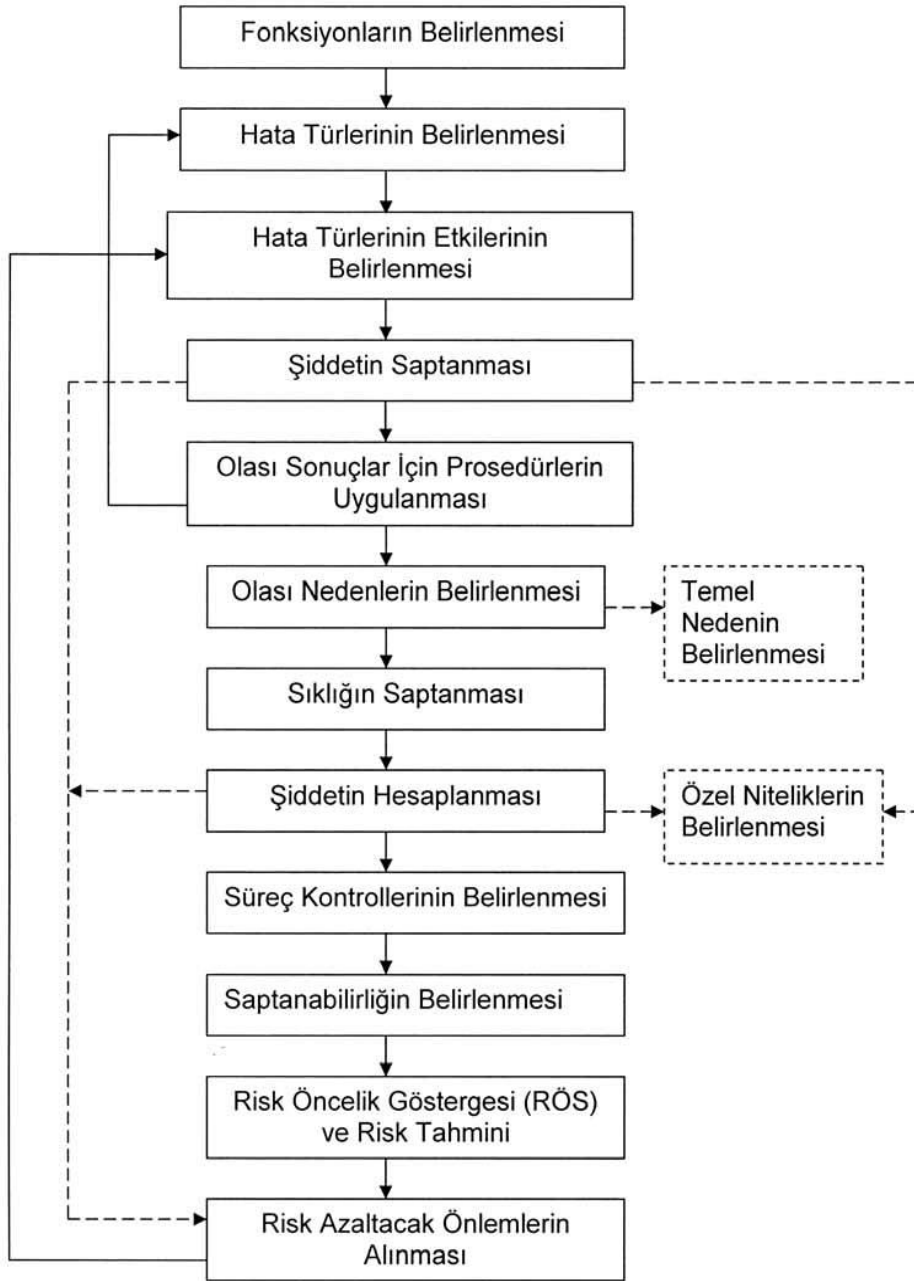 Fonksiyonların Belirlenmesi
Hata Türlerinin Belirlenmesi
Hata Türlerinin Etkilerinin
Belirlenmesi
Şiddetin Saptanması
Olası Sonuçlar İçin Prosedürlerin
Uygulanması
Olası Nedenlerin Belirlenmesi
Temel
Nedenin
Belirlenmesi
Sıklığın Saptanması
Şiddetin Hesaplanması
Özel Niteliklerin
Belirlenmesi
Süreç Kontrollerinin Belirlenmesi
Saptanabilirliğin Belirlenmesi
Risk Öncelik Göstergesi (RÖS)
ve Risk Tahmini
Risk Azaltacak Önlemlerin
Alınması